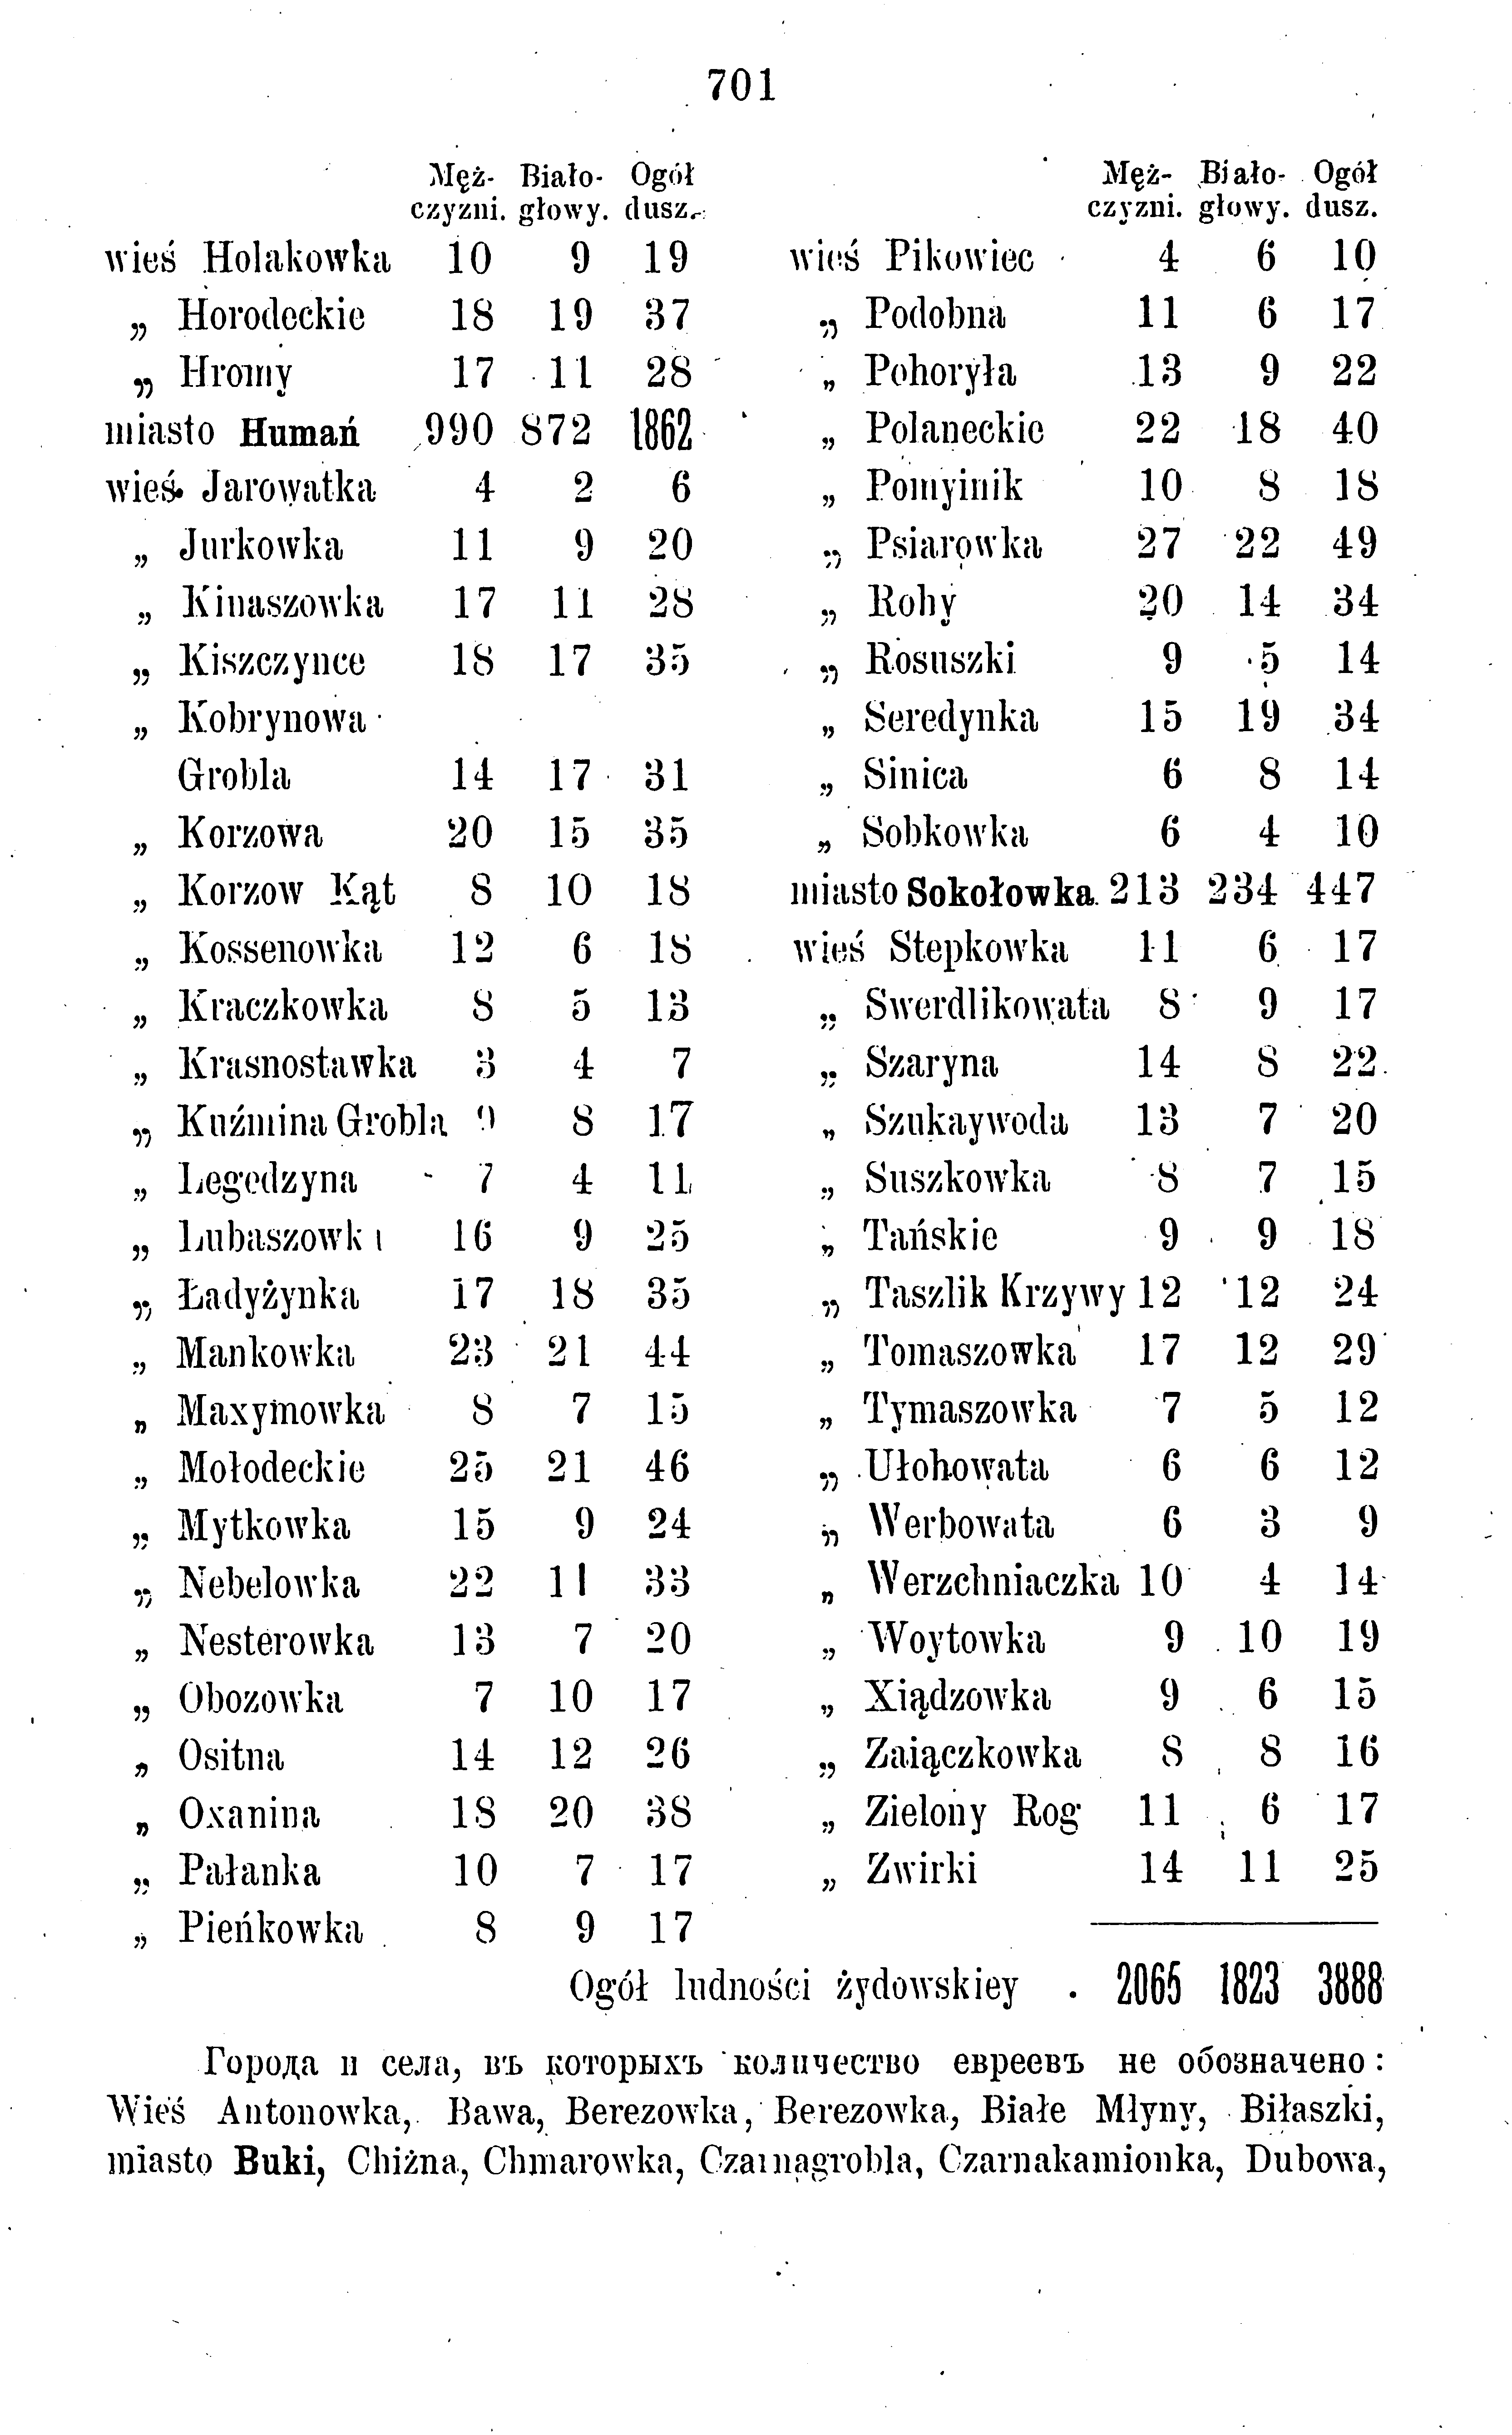 701
Męż- Biało- Ogół
czyzni. głowy. dusz.
wieś Holakowka 10 9 19
„ Horodeckie 18 19 37
„ Hromy 17 11 28
miasto Humań 990 872 1862
wieś Jarowatka 4 2 6
„ Jurkowka 11 9 20
„ Kinaszowka 17 11 28
„ Kiszczynce 18 17 35
„ Kobrynowa
Grobla 14 17 31
„ Korzowa 20 15 35
„ Korzow Kąt 8 10 18
„ Kossenowka 12 6 18
„ Kraczkowka 8 5 13
„ Krasnostawka 3 4 7
„ Kuźmina Grobla 9 8 17
„ Legedzyna 7 4 11
„ Lubaszowka 16 9 25
„ Ładyżynka 17 18 35
„ Mankowka 23 21 44
„ Maxymowka 8 7 15
„ Mołodeckie 25 21 46
„ Mytkowka 15 9 24
„ Nebelowka 22 11 33
„ Nesterowka 13 7 20
„ Obozowka 7 10 17
„ Ositna 14 12 26
„ Oxanina 18 20 38
„ Pałanka 10 7 17
„ Pieńkowka 8 9 17
Męż- Biało- Ogół
czyzni. głowy. dusz.
wieś Pikowiec 4 6 10
„ Podobna 11 6 17
„ Pohoryła 13 9 22
„ Polaneckie 22 18 40
„ Pomyinik 10 8 18
„ Psiarowka 27 22 49
„ Rohy 20 14 34
„ Rosuszki 9 5 14
„ Seredynka 15 19 34
„ Sinica 6 8 14
„ Sobkowka 6 4 10
miasto Sokołowka 213 234 447
wieś Stepkowka 11 6 17
„ Swerdlikowata 8 9 17
„ Szaryna 14 8 22
„ Szukaywoda 13 7 20
„ Suszkowka 8 7 15
„ Tańskie 9 9 18
„ Taszlik Krzywy 12 12 24
„ Tomaszowka 17 12 29
„ Tymaszowka 7 5 12
„ Ułohowata 6 6 12
„ Werbowata 6 3 9
„ Werzchniaczka 10 4 14
„ Woytowka 9 10 19
„ Xiądzowka 9 6 15
„ Zaiączkowka 8 8 16
„ Zielony Rog 11 6 17
„ Zwirki 14 11 25
Ogół ludności żydowskiey . 2065 1823 3888
Города и села, въ которыхъ количество евреевъ не обозначено:
Wieś Antonowka, Bawa, Berezowka, Berezowka, Białe Młyny, Biłaszki,
miasto Buki, Chiżna, Chmarowka, Czarnagrobla, Czarnakamionka, Dubowa,